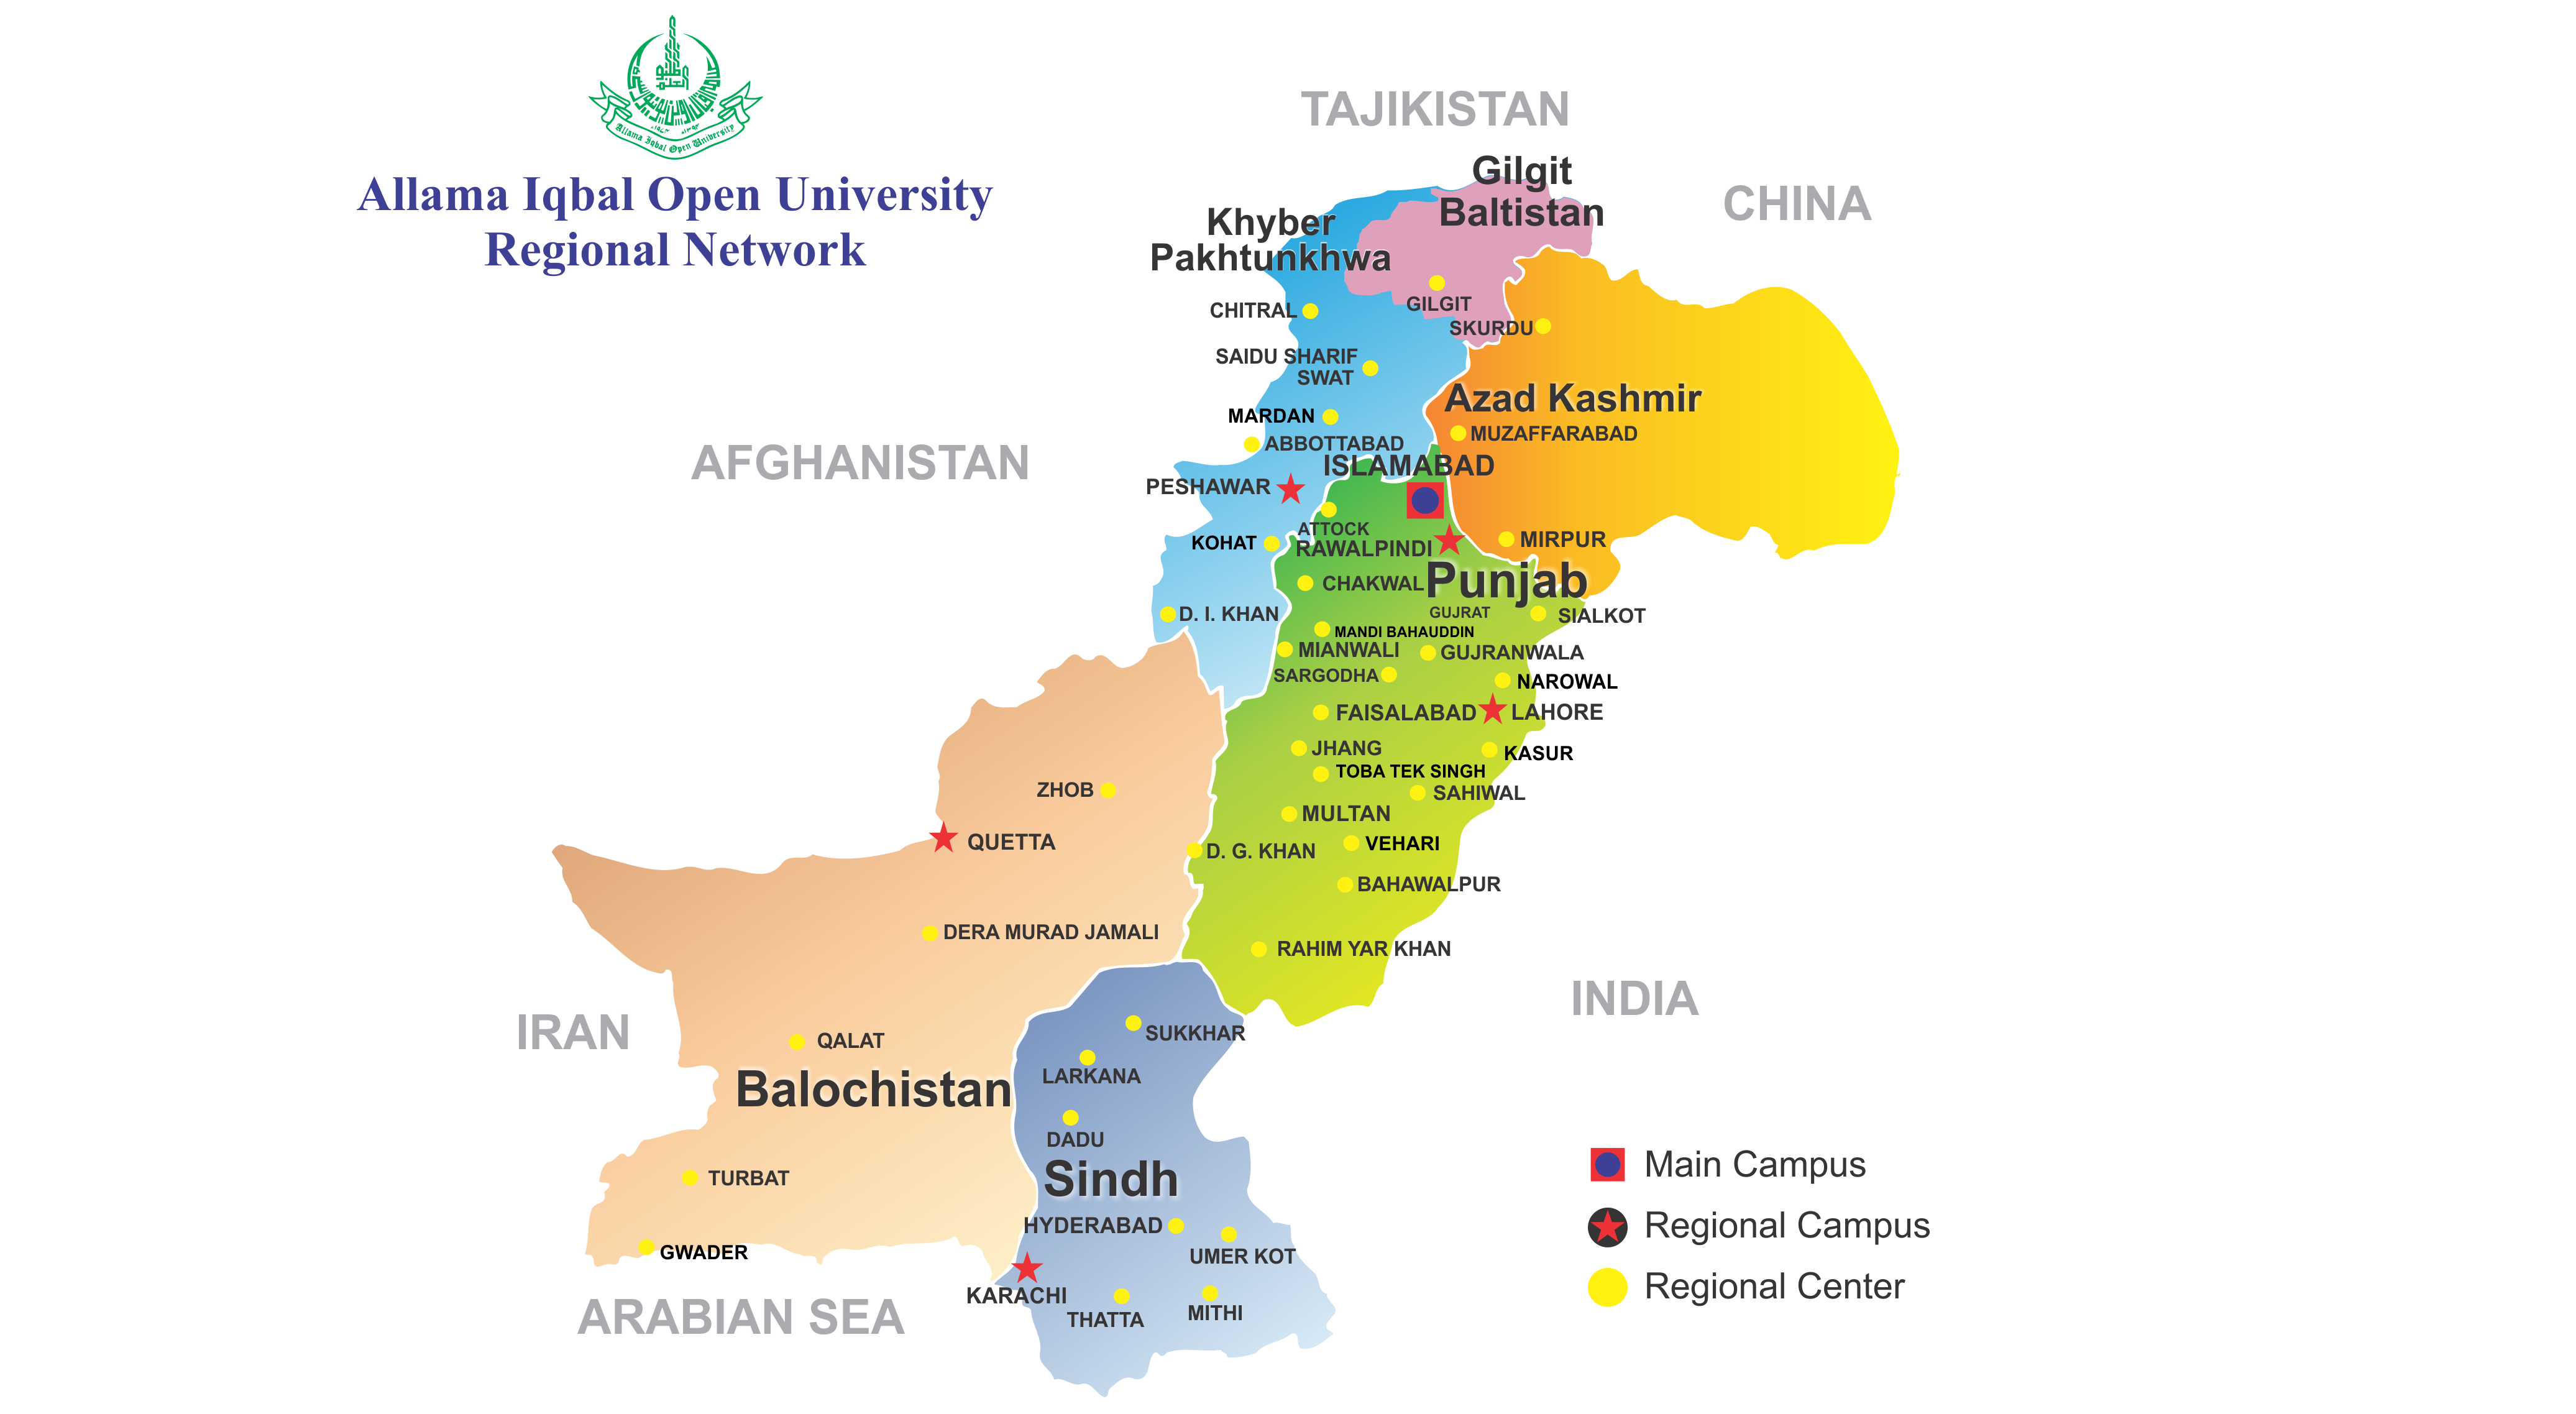 Allama Iqbal Open University
Allama Iqbal Open University
Regional Network
TAJIKISTAN
Gilgit
Baltistan
CHINA
Khyber
Pakhtunkhwa
CHITRAL
GILGIT
SKURDU
SAIDU SHARIF
SWAT
Azad Kashmir
MARDAN
MUZAFFARABAD
ABBOTTABAD
AFGHANISTAN
ISLAMABAD
PESHAWAR
ATTOCK
KOHAT
RAWALPINDI
MIRPUR
CHAKWAL
Punjab
D. I. KHAN
GUJRAT
SIALKOT
MANDI BAHAUDDIN
MIANWALI
GUJRANWALA
SARGODHA
NAROWAL
FAISALABAD
LAHORE
JHANG
KASUR
TOBA TEK SINGH
ZHOB
SAHIWAL
MULTAN
QUETTA
VEHARI
D. G. KHAN
BAHAWALPUR
DERA MURAD JAMALI
RAHIM YAR KHAN
INDIA
IRAN
SUKKHAR
QALAT
LARKANA
Balochistan
DADU
TURBAT
Sindh
HYDERABAD
GWADER
UMER KOT
KARACHI
ARABIAN SEA
THATTA
MITHI
Main Campus
Regional Campus
Regional Center